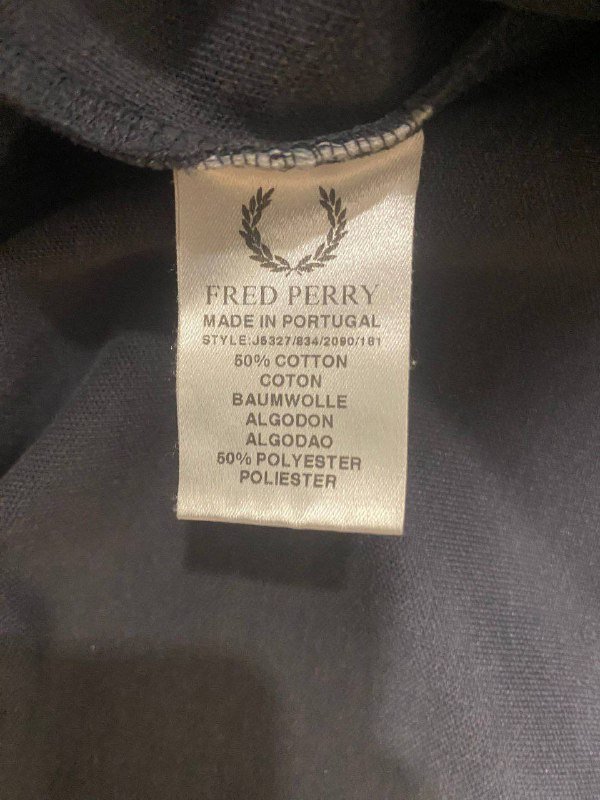 FRED PERRY
MADE IN PORTUGAL
STYLE:J6327/834/2090/181
50% COTTON
COTON
BAUMWOLLE
ALGODON
ALGODAO
50% POLYESTER
POLIESTER